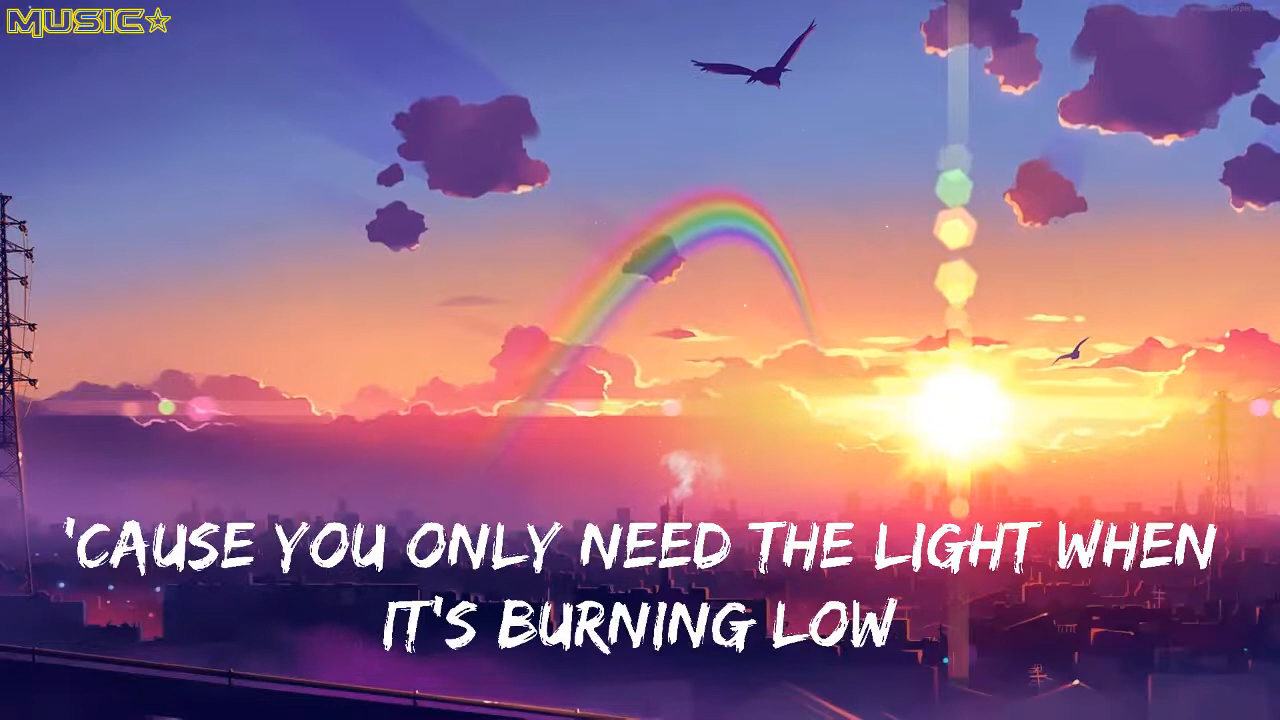 MUSIC☆
'CAUSE YOU ONLY NEED THE LIGHT WHEN
IT'S BURNING LOW